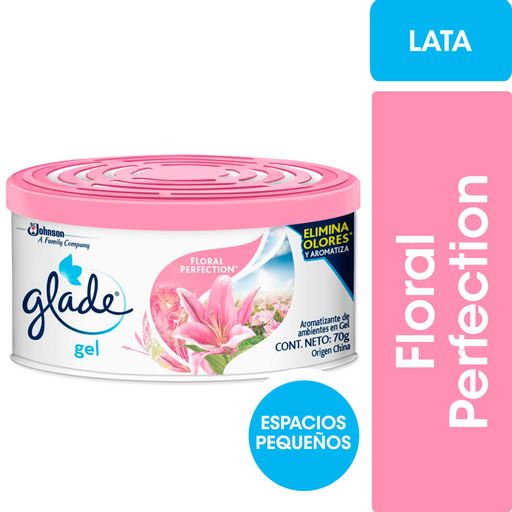 LATA
Floral
Perfection
SC Johnson
A Family Company
glade®
gel
FLORAL
PERFECTION™
ELIMINA
OLORES*
Y AROMATIZA
Aromatizante de
ambientes en Gel
CONT. NETO: 70g
Origen China
ESPACIOS
PEQUEÑOS